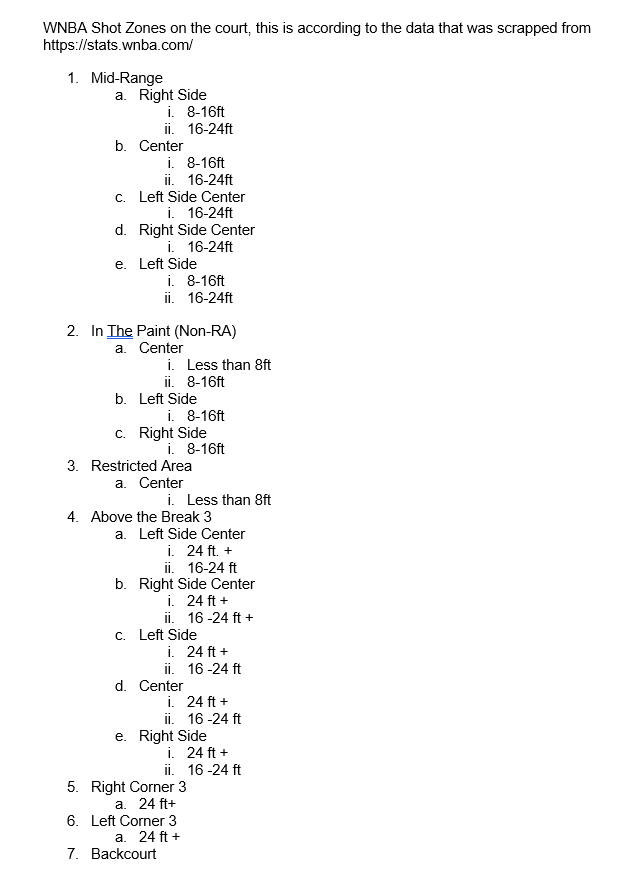 WNBA Shot Zones on the court, this is according to the data that was scrapped from
https://stats.wnba.com/
1. Mid-Range
a. Right Side
i. 8-16ft
ii. 16-24ft
b. Center
i. 8-16ft
ii. 16-24ft
c. Left Side Center
i. 16-24ft
d. Right Side Center
i. 16-24ft
e. Left Side
i. 8-16ft
ii. 16-24ft
2. In The Paint (Non-RA)
a. Center
i. Less than 8ft
ii. 8-16ft
b. Left Side
i. 8-16ft
c. Right Side
i. 8-16ft
3. Restricted Area
a. Center
i. Less than 8ft
4. Above the Break 3
a. Left Side Center
i. 24 ft. +
ii. 16-24 ft
b. Right Side Center
i. 24 ft +
ii. 16 -24 ft +
c. Left Side
i. 24 ft +
ii. 16 -24 ft
d. Center
i. 24 ft +
ii. 16 -24 ft
e. Right Side
i. 24 ft +
ii. 16 -24 ft
5. Right Corner 3
a. 24 ft+
6. Left Corner 3
a. 24 ft +
7. Backcourt